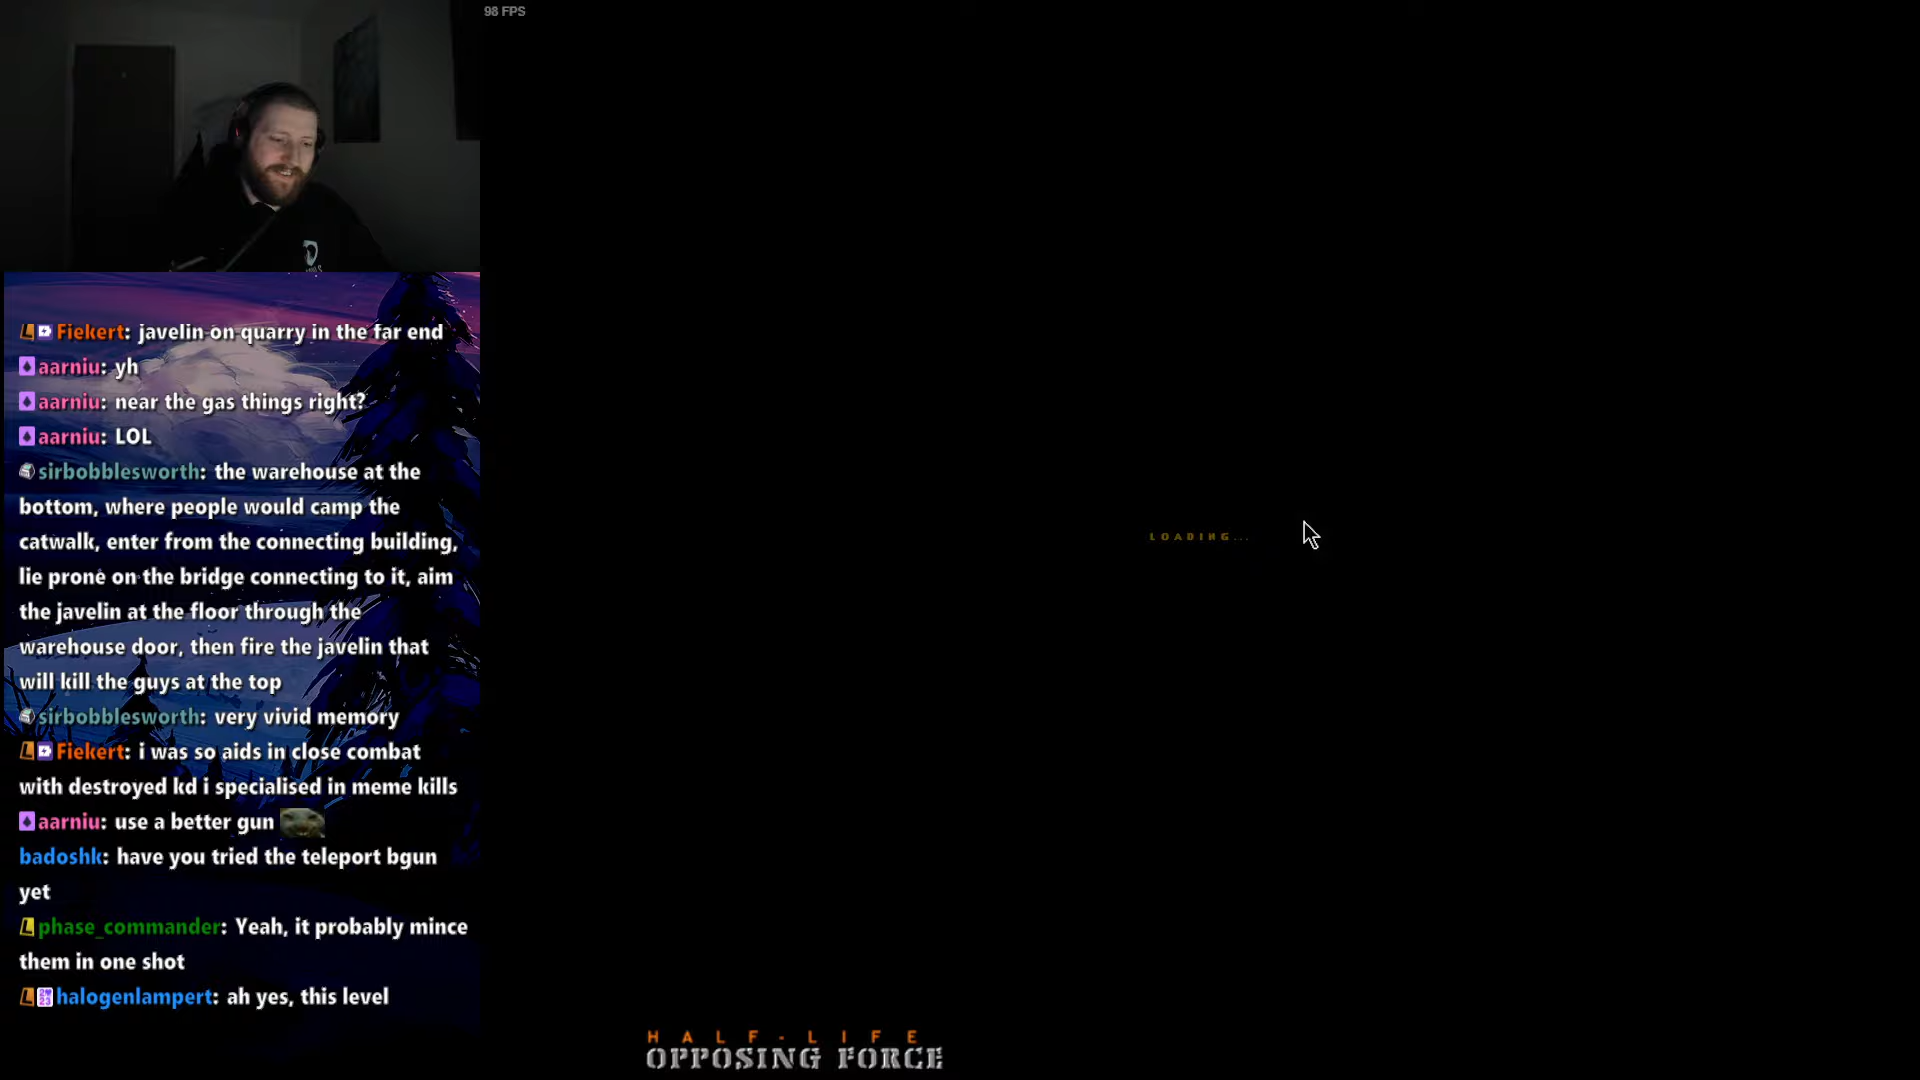 98 FPS
Fiekert: javelin on quarry in the far end
aarniu: yh
aarniu: near the gas things right?
aarniu: LOL
sirbobblesworth: the warehouse at the
bottom, where people would camp the
catwalk, enter from the connecting building,
lie prone on the bridge connecting to it, aim
the javelin at the floor through the
warehouse door, then fire the javelin that
will kill the guys at the top
sirbobblesworth: very vivid memory
Fiekert: i was so aids in close combat
with destroyed kd i specialised in meme kills
aarniu: use a better gun
badoshk: have you tried the teleport bgun
yet
phase_commander: Yeah, it probably mince
them in one shot
halogenlampert: ah yes, this level
LOADING...
HALF-LIFE
OPPOSING FORCE